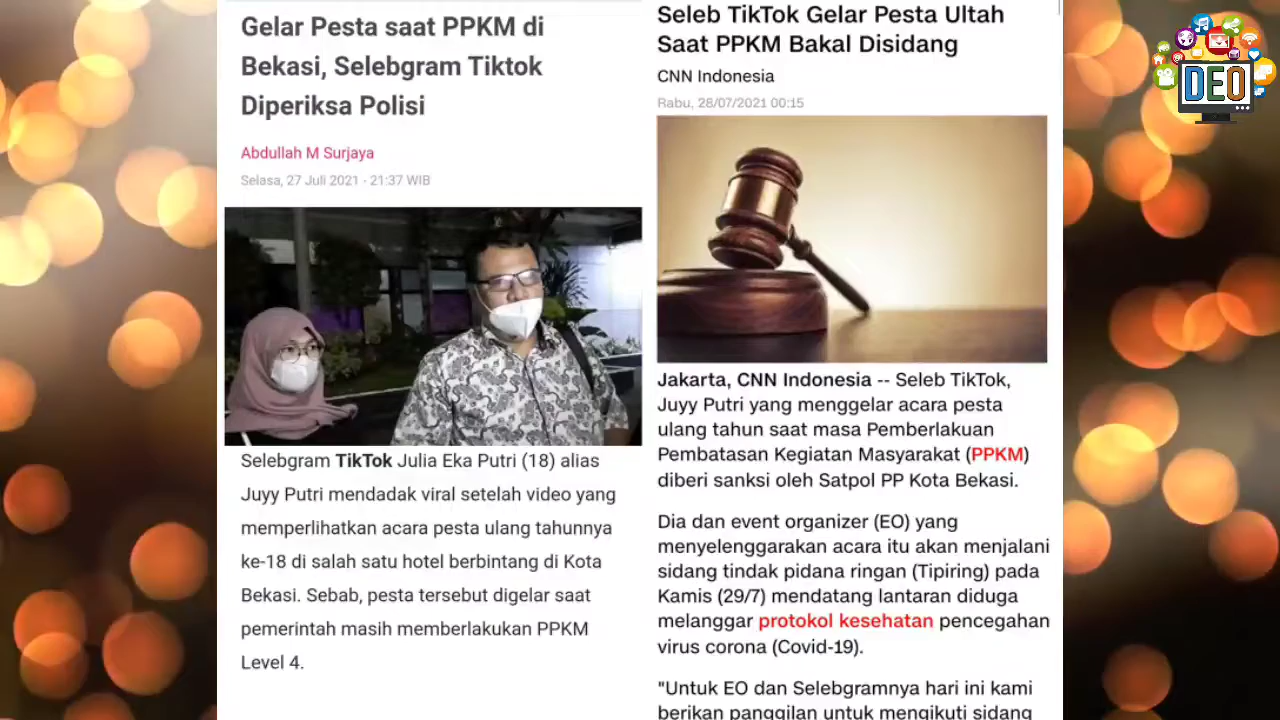 Gelar Pesta saat PPKM di
Bekasi, Selebgram Tiktok
Diperiksa Polisi
Abdullah M Surjaya
Selasa, 27 Juli 2021 - 21:37 WIB
Selebgram TikTok Julia Eka Putri (18) alias
Juyy Putri mendadak viral setelah video yang
memperlihatkan acara pesta ulang tahunnya
ke-18 di salah satu hotel berbintang di Kota
Bekasi. Sebab, pesta tersebut digelar saat
pemerintah masih memberlakukan PPKM
Level 4.
Seleb TikTok Gelar Pesta Ultah
Saat PPKM Bakal Disidang
CNN Indonesia
Rabu, 28/07/2021 00:15
Jakarta, CNN Indonesia -- Seleb TikTok,
Juyy Putri yang menggelar acara pesta
ulang tahun saat masa Pemberlakuan
Pembatasan Kegiatan Masyarakat (PPKM)
diberi sanksi oleh Satpol PP Kota Bekasi.
Dia dan event organizer (EO) yang
menyelenggarakan acara itu akan menjalani
sidang tindak pidana ringan (Tipiring) pada
Kamis (29/7) mendatang lantaran diduga
melanggar protokol kesehatan pencegahan
virus corona (Covid-19).
"Untuk EO dan Selebgramnya hari ini kami
berikan panggilan untuk mengikuti sidang
DEO